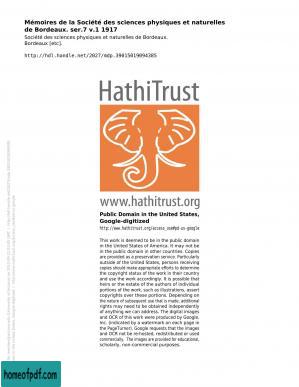 Mémoires de la Société des sciences physiques et naturelles
de Bordeaux. ser.7 v.1 1917
Société des sciences physiques et naturelles de Bordeaux.
Bordeaux [etc].
http://hdl.handle.net/2027/mdp.39015019094385
HathiTrust
www.hathitrust.org
Public Domain in the United States,
Google-digitized
http://www.hathitrust.org/access_use#pd-us-google
This work is deemed to be in the public domain
in the United States of America. It may not be
in the public domain in other countries. Copies
are provided as a preservation service. Particularly
outside of the United States, persons receiving
copies should make appropriate efforts to determine
the copyright status of the work in their country
and use the work accordingly. It is possible that
heirs or the estate of the authors of individual
portions of the work, such as illustrations, assert
copyrights over these portions. Depending on
the nature of subsequent use that is made, additional
rights may need to be obtained independently
of anything we can address. The digital images
and OCR of this work were produced by Google,
Inc. (indicated by a watermark on each page in
the PageTurner). Google requests that the images
and OCR not be re-hosted, redistributed or used
commercially. The images are provided for educational,
scholarly, non-commercial purposes.
homeofpdf.com
homeofpdf.com